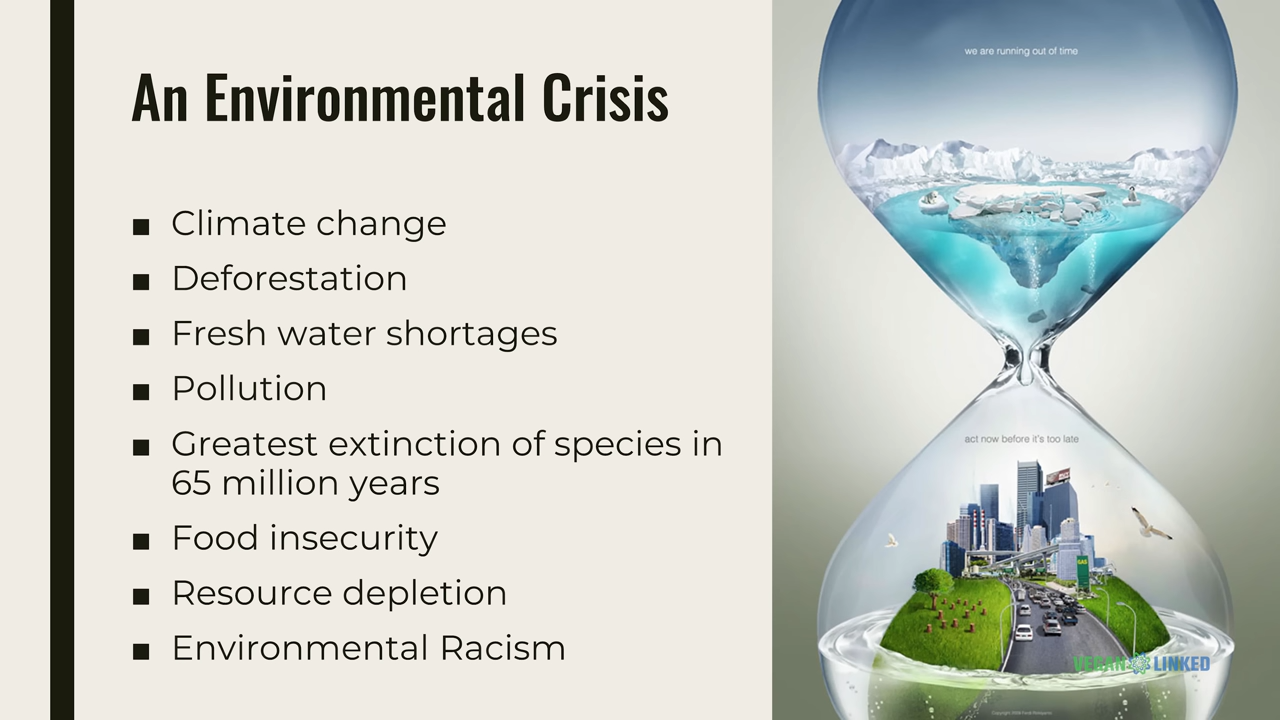 An Environmental Crisis
■ Climate change
■ Deforestation
■ Fresh water shortages
■ Pollution
■ Greatest extinction of species in
65 million years
■ Food insecurity
■ Resource depletion
■ Environmental Racism
we are running out of time
act now before it's too late
GAS
VEGAN LINKED